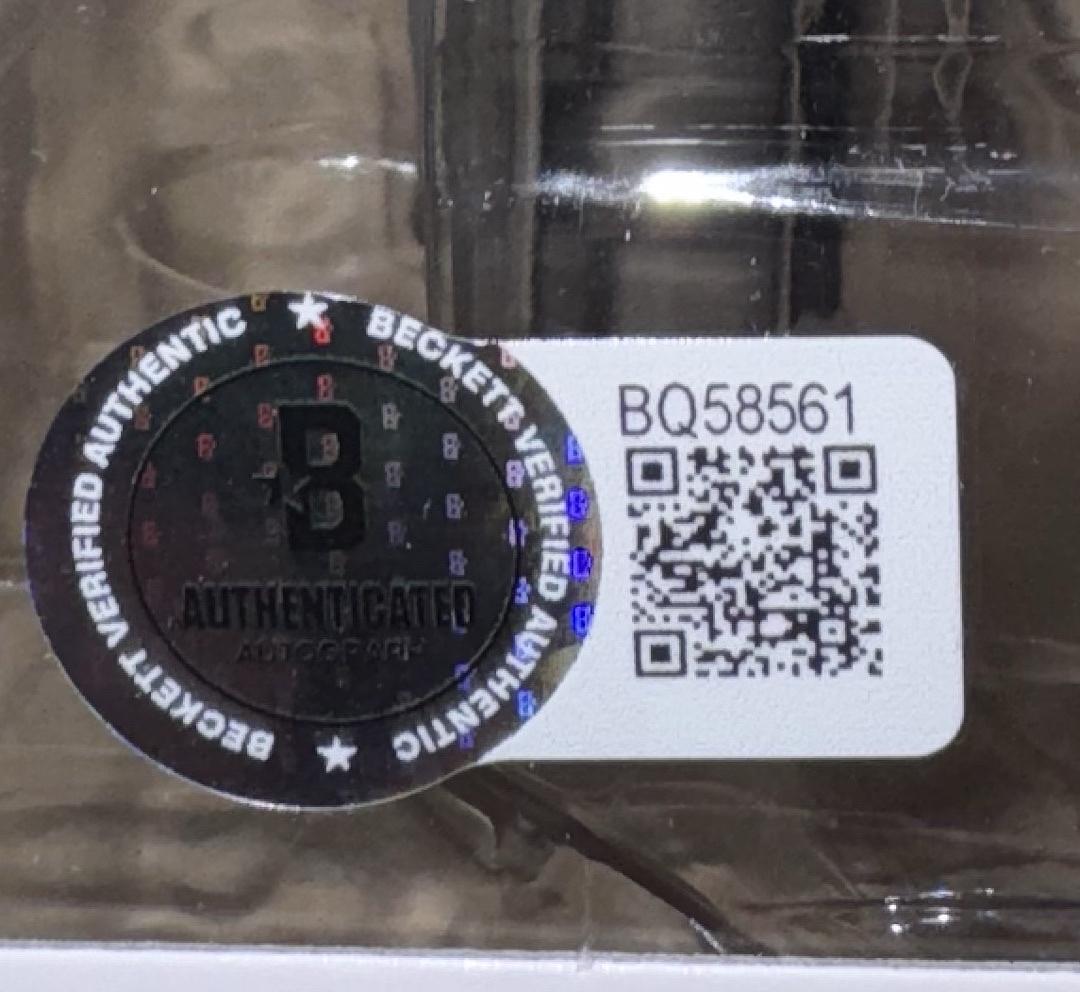 ★ BECKETT VERIFIED AUTHENTIC ★ BECKETT VERIFIED AUTHENTIC
B
AUTHENTICATED
AUTOGRAPH
BQ58561